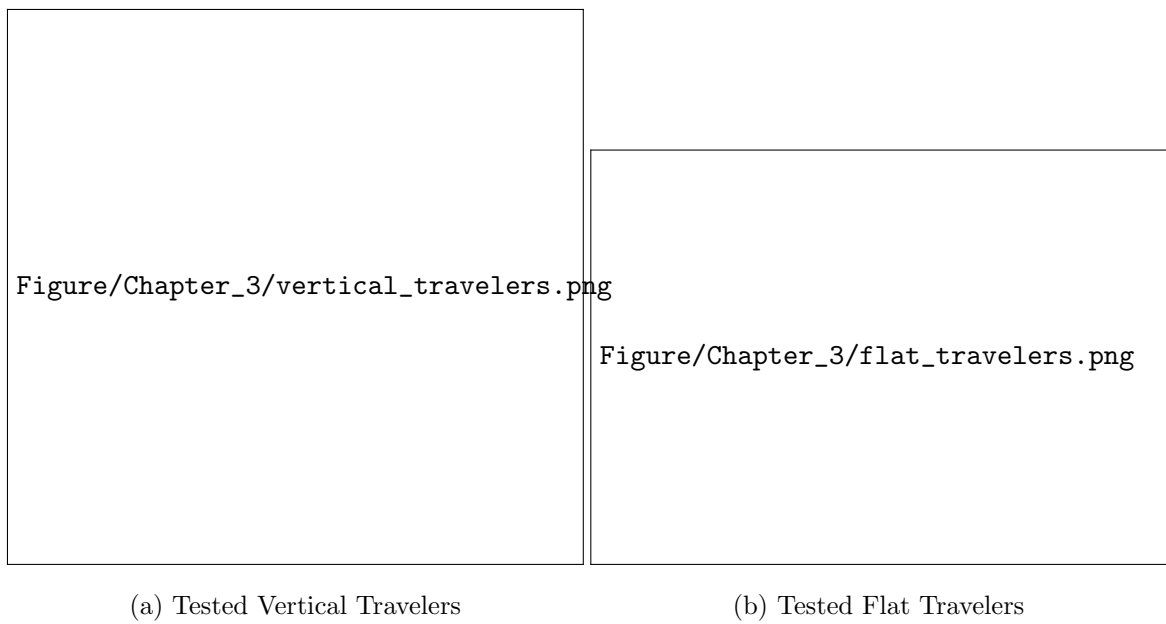 Figure/Chapter_3/vertical_travelers.png
Figure/Chapter_3/flat_travelers.png
(a) Tested Vertical Travelers
(b) Tested Flat Travelers